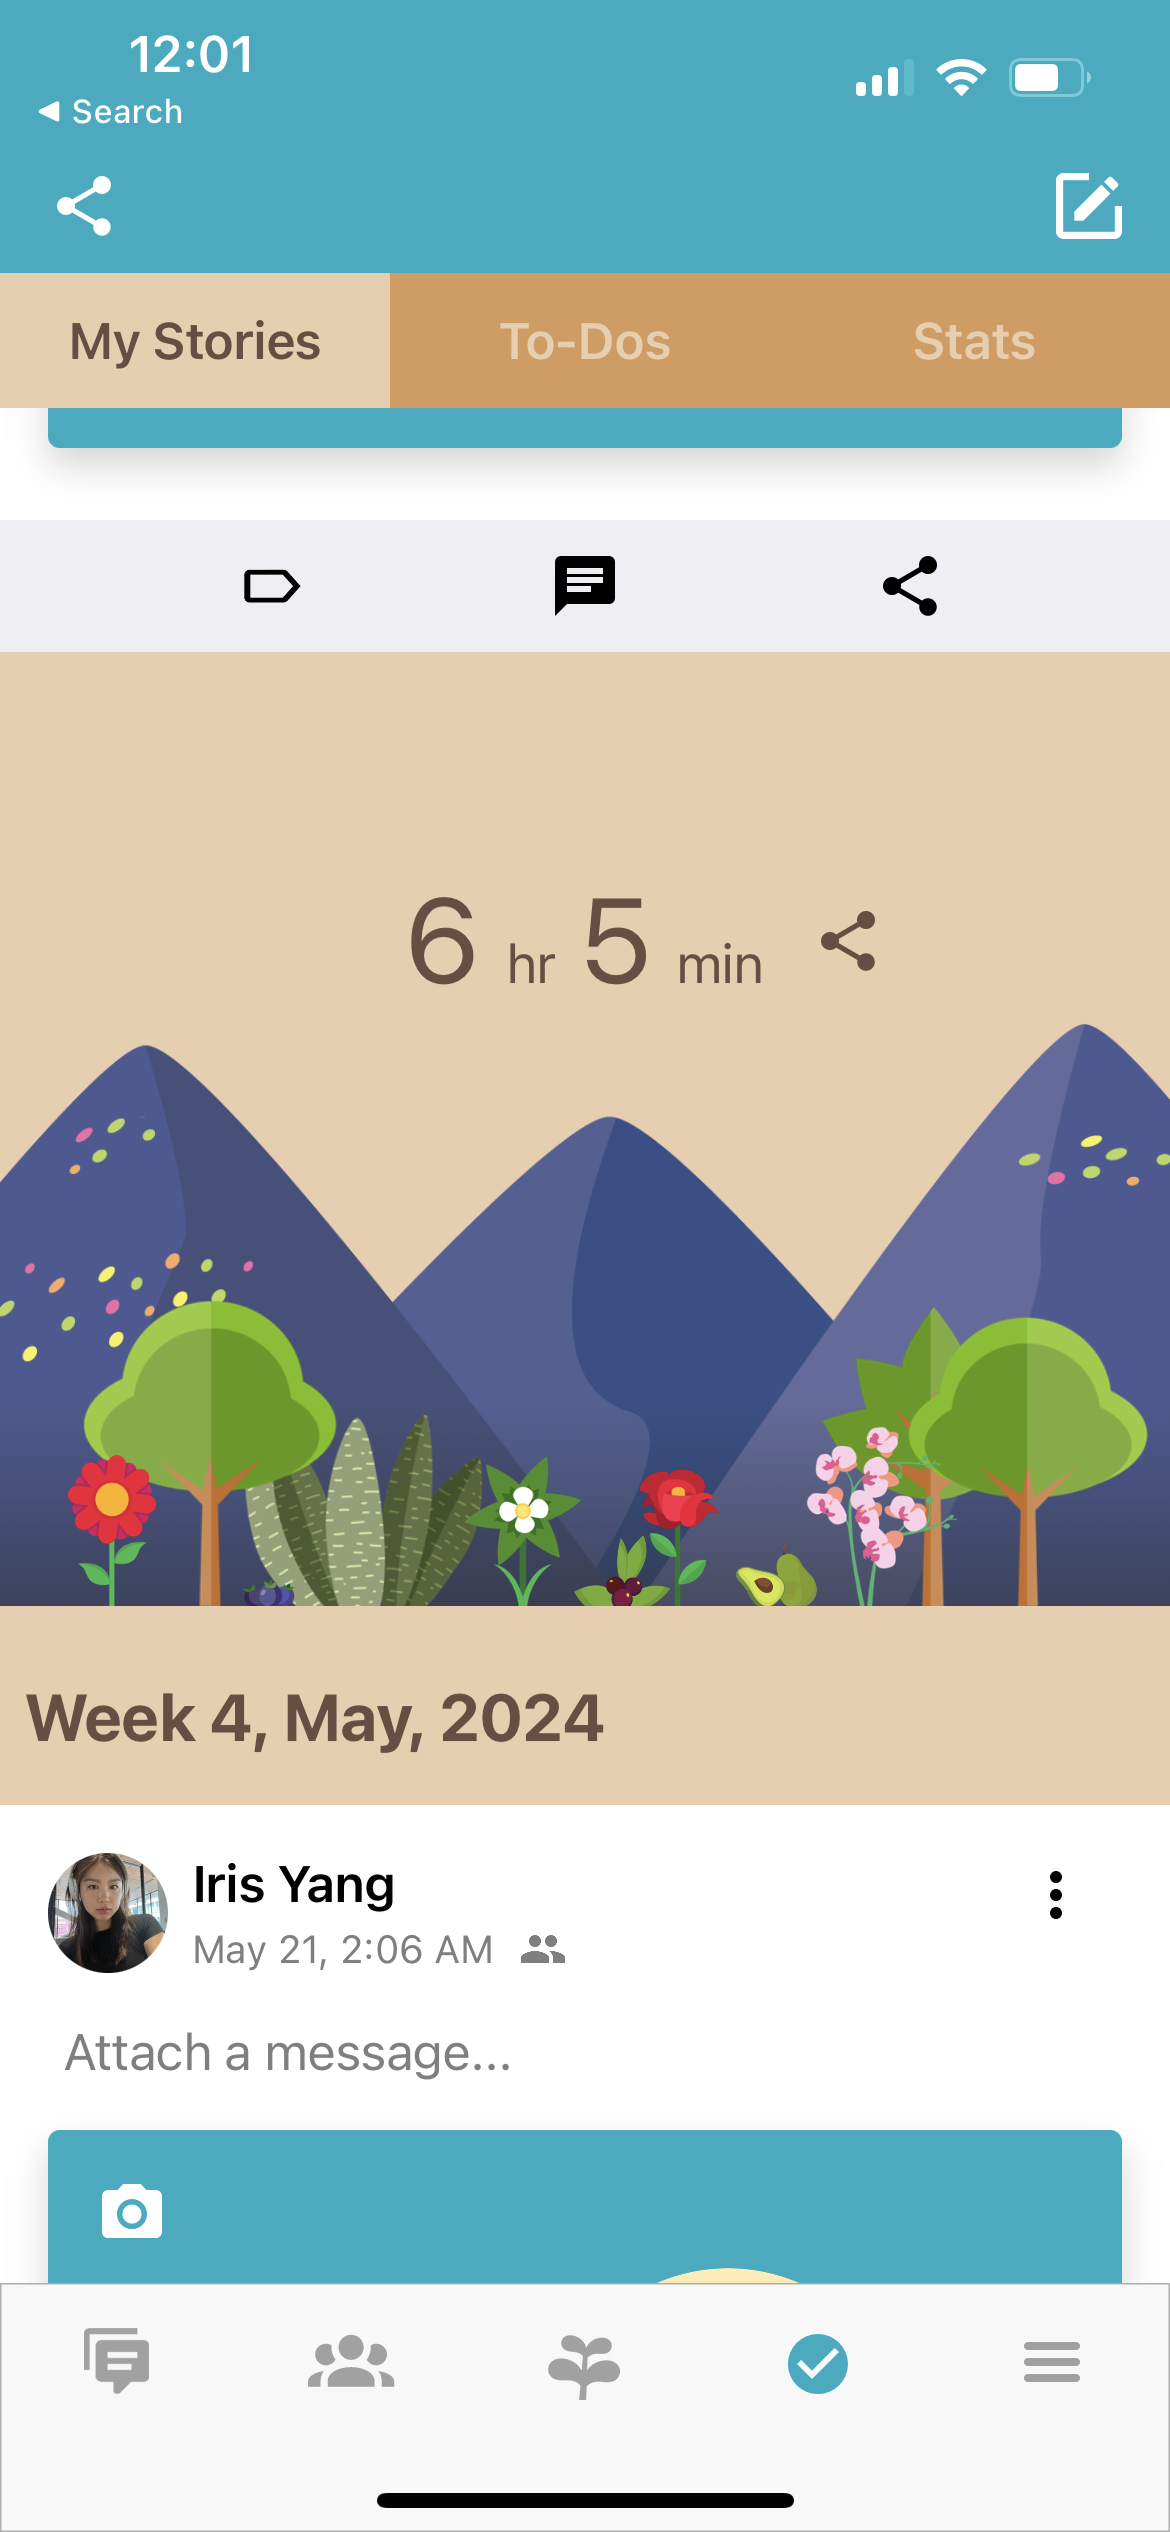 12:01
Search
My Stories To-Dos Stats
6 hr 5 min
Week 4, May, 2024
Iris Yang
May 21, 2:06 AM
Attach a message...